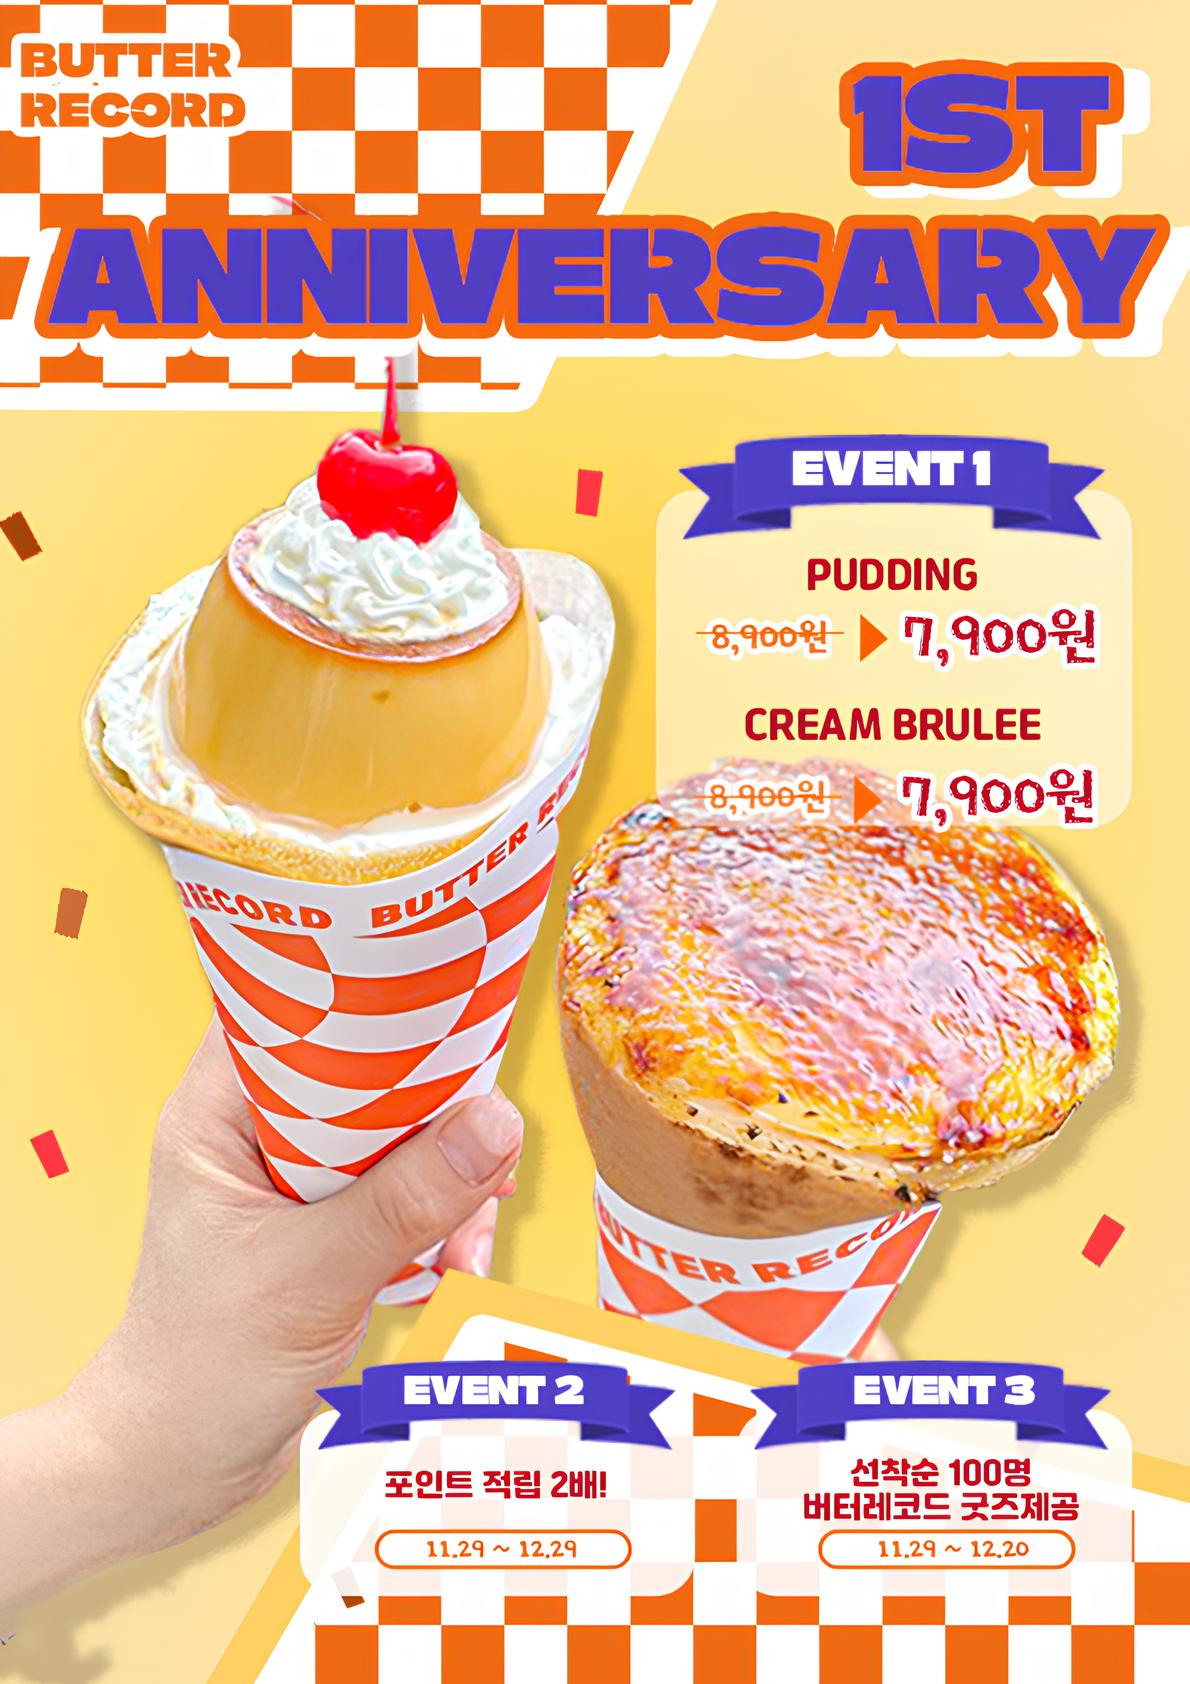 BUTTER
RECORD
1ST
ANNIVERSARY
EVENT 1
PUDDING
8,900원 7,900원
CREAM BRULEE
8,900원 7,900원
RECORD BUTTER
BUTTER
EVENT 2
포인트 적립 2배!
11.29 ~ 12.29
EVENT 3
선착순 100명
버터레코드 굿즈제공
11.29 ~ 12.20